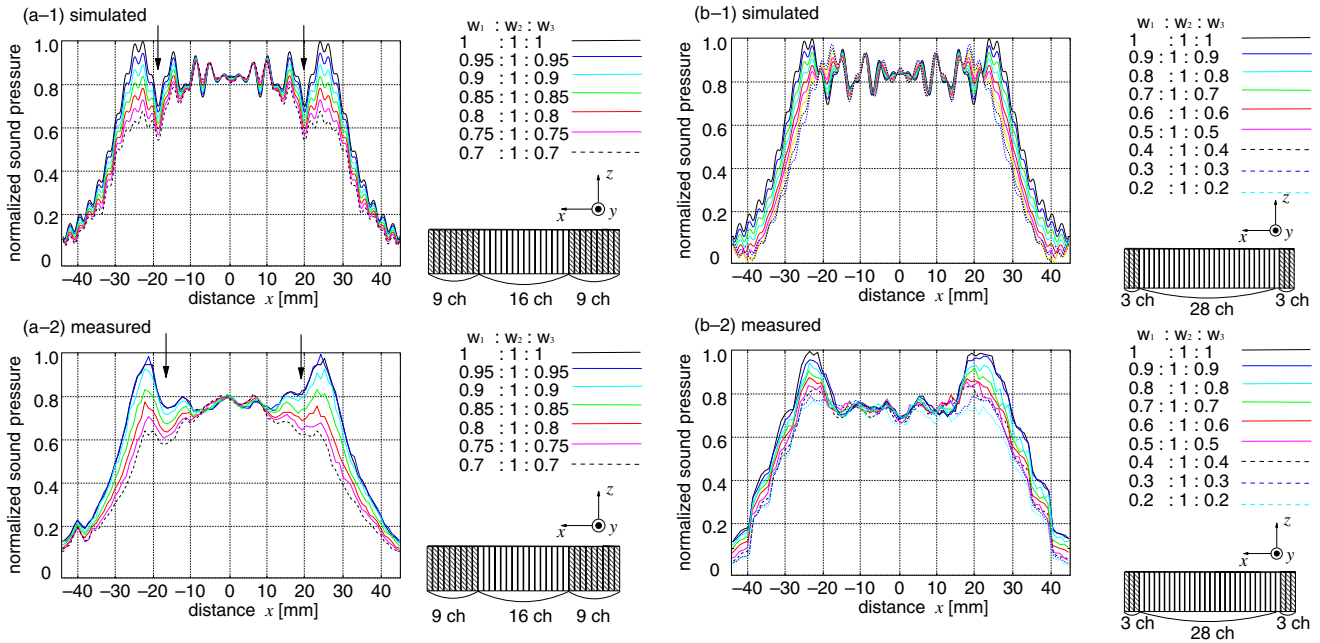 (a−1) simulated
normalized sound pressure
1.0
0.8
0.6
0.4
0.2
0
−40 −30 −20 −10 0 10 20 30 40
distance x [mm]
w₁ : w₂ : w₃
1 : 1 : 1
0.95 : 1 : 0.95
0.9 : 1 : 0.9
0.85 : 1 : 0.85
0.8 : 1 : 0.8
0.75 : 1 : 0.75
0.7 : 1 : 0.7
z
x
y
9 ch 16 ch 9 ch
(b−1) simulated
normalized sound pressure
1.0
0.8
0.6
0.4
0.2
0
−40 −30 −20 −10 0 10 20 30 40
distance x [mm]
w₁ : w₂ : w₃
1 : 1 : 1
0.9 : 1 : 0.9
0.8 : 1 : 0.8
0.7 : 1 : 0.7
0.6 : 1 : 0.6
0.5 : 1 : 0.5
0.4 : 1 : 0.4
0.3 : 1 : 0.3
0.2 : 1 : 0.2
z
x
y
3 ch 28 ch 3 ch
(a−2) measured
normalized sound pressure
1.0
0.8
0.6
0.4
0.2
0
−40 −30 −20 −10 0 10 20 30 40
distance x [mm]
w₁ : w₂ : w₃
1 : 1 : 1
0.95 : 1 : 0.95
0.9 : 1 : 0.9
0.85 : 1 : 0.85
0.8 : 1 : 0.8
0.75 : 1 : 0.75
0.7 : 1 : 0.7
z
x
y
9 ch 16 ch 9 ch
(b−2) measured
normalized sound pressure
1.0
0.8
0.6
0.4
0.2
0
−40 −30 −20 −10 0 10 20 30 40
distance x [mm]
w₁ : w₂ : w₃
1 : 1 : 1
0.9 : 1 : 0.9
0.8 : 1 : 0.8
0.7 : 1 : 0.7
0.6 : 1 : 0.6
0.5 : 1 : 0.5
0.4 : 1 : 0.4
0.3 : 1 : 0.3
0.2 : 1 : 0.2
z
x
y
3 ch 28 ch 3 ch